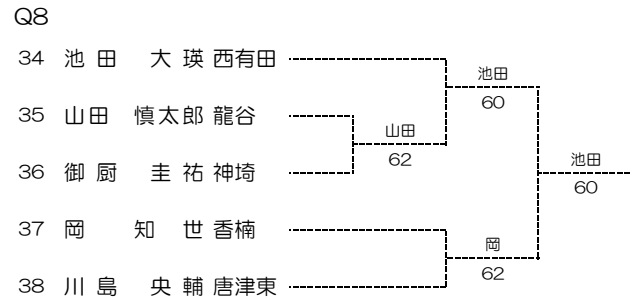 Q8
34 池田 大瑛 西有田
池田
60
35 山田 慎太郎 龍谷
山田
62
36 御厨 圭祐 神埼
池田
60
37 岡 知世 香楠
岡
62
38 川島 央輔 唐津東